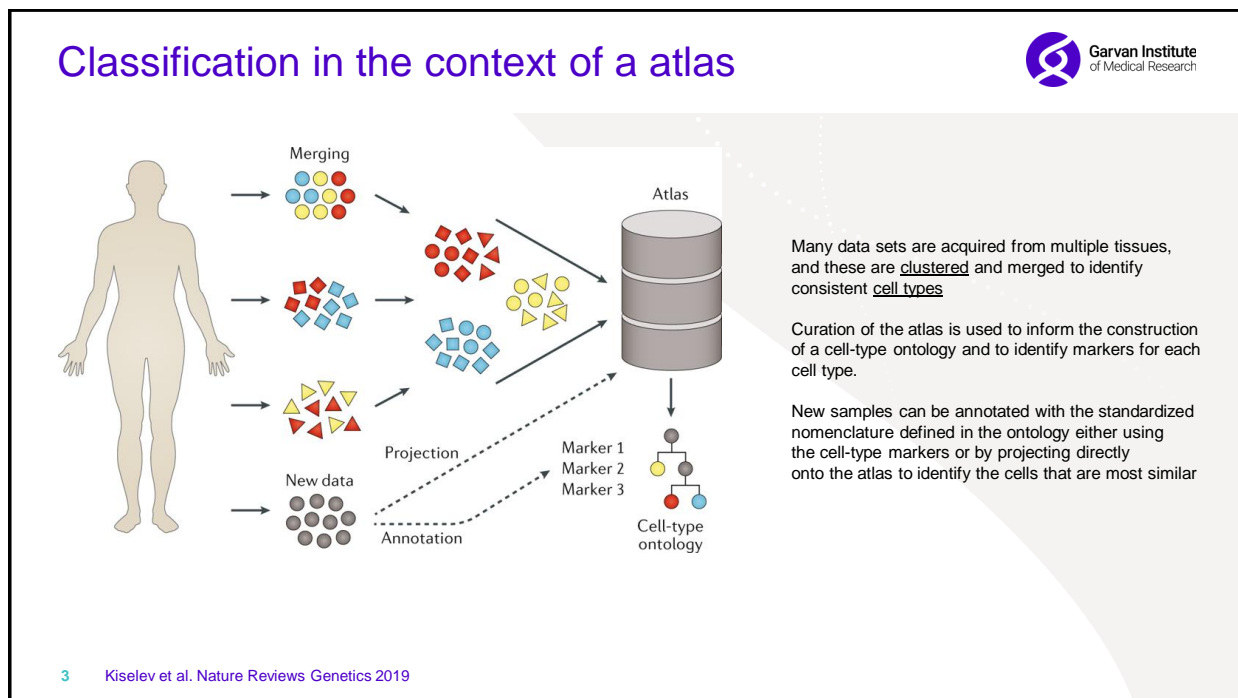 Classification in the context of a atlas
Garvan Institute
of Medical Research
Merging
Atlas
Projection
Marker 1
Marker 2
Marker 3
New data
Annotation
Cell-type
ontology
Many data sets are acquired from multiple tissues,
and these are clustered and merged to identify
consistent cell types
Curation of the atlas is used to inform the construction
of a cell-type ontology and to identify markers for each
cell type.
New samples can be annotated with the standardized
nomenclature defined in the ontology either using
the cell-type markers or by projecting directly
onto the atlas to identify the cells that are most similar
3 Kiselev et al. Nature Reviews Genetics 2019